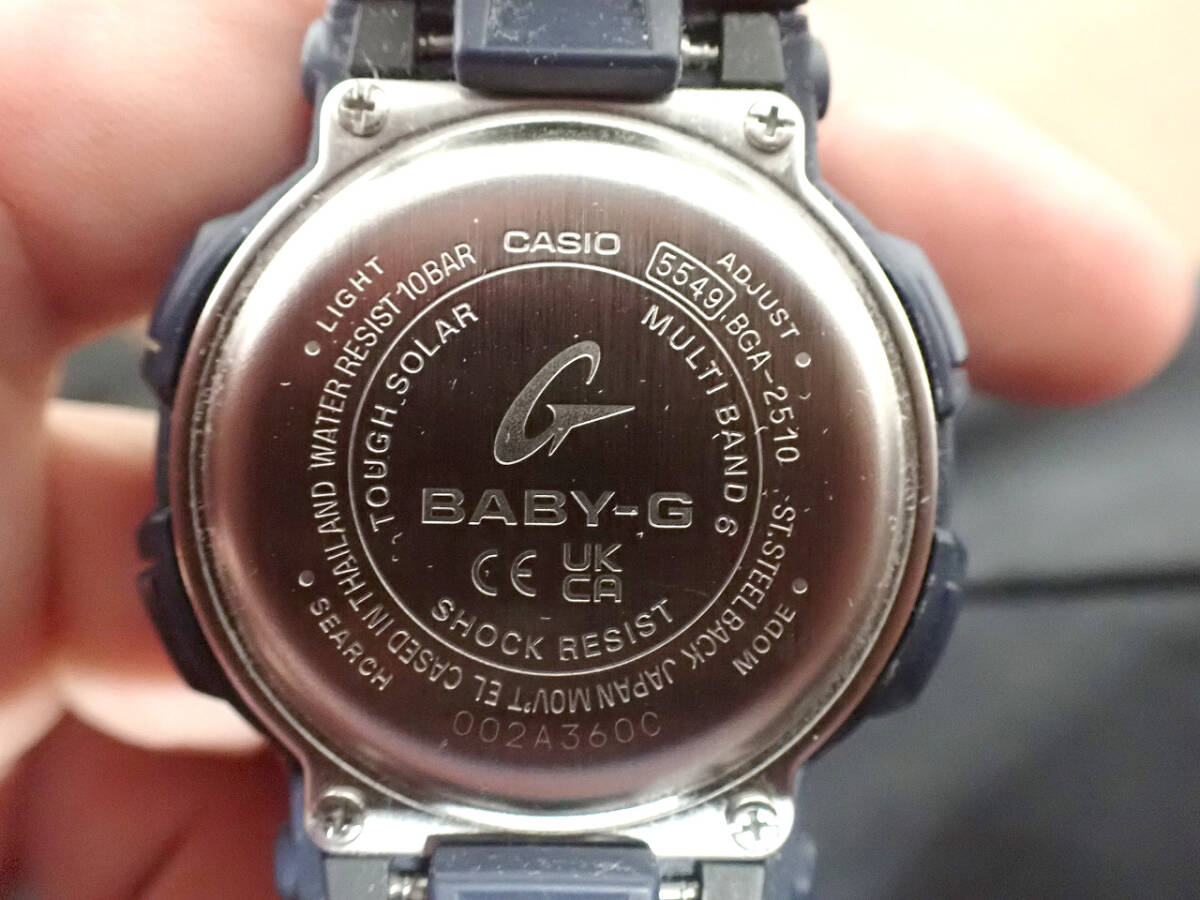 CASIO
5549 BGA-2510 ST.STEEL BACK JAPAN MOV'T EL CASED IN THAILAND WATER RESIST 10BAR
LIGHT
ADJUST
SEARCH
MODE
TOUGH SOLAR
MULTI BAND 6
SHOCK RESIST
G
BABY-G
CE
UK
CA
002A360C